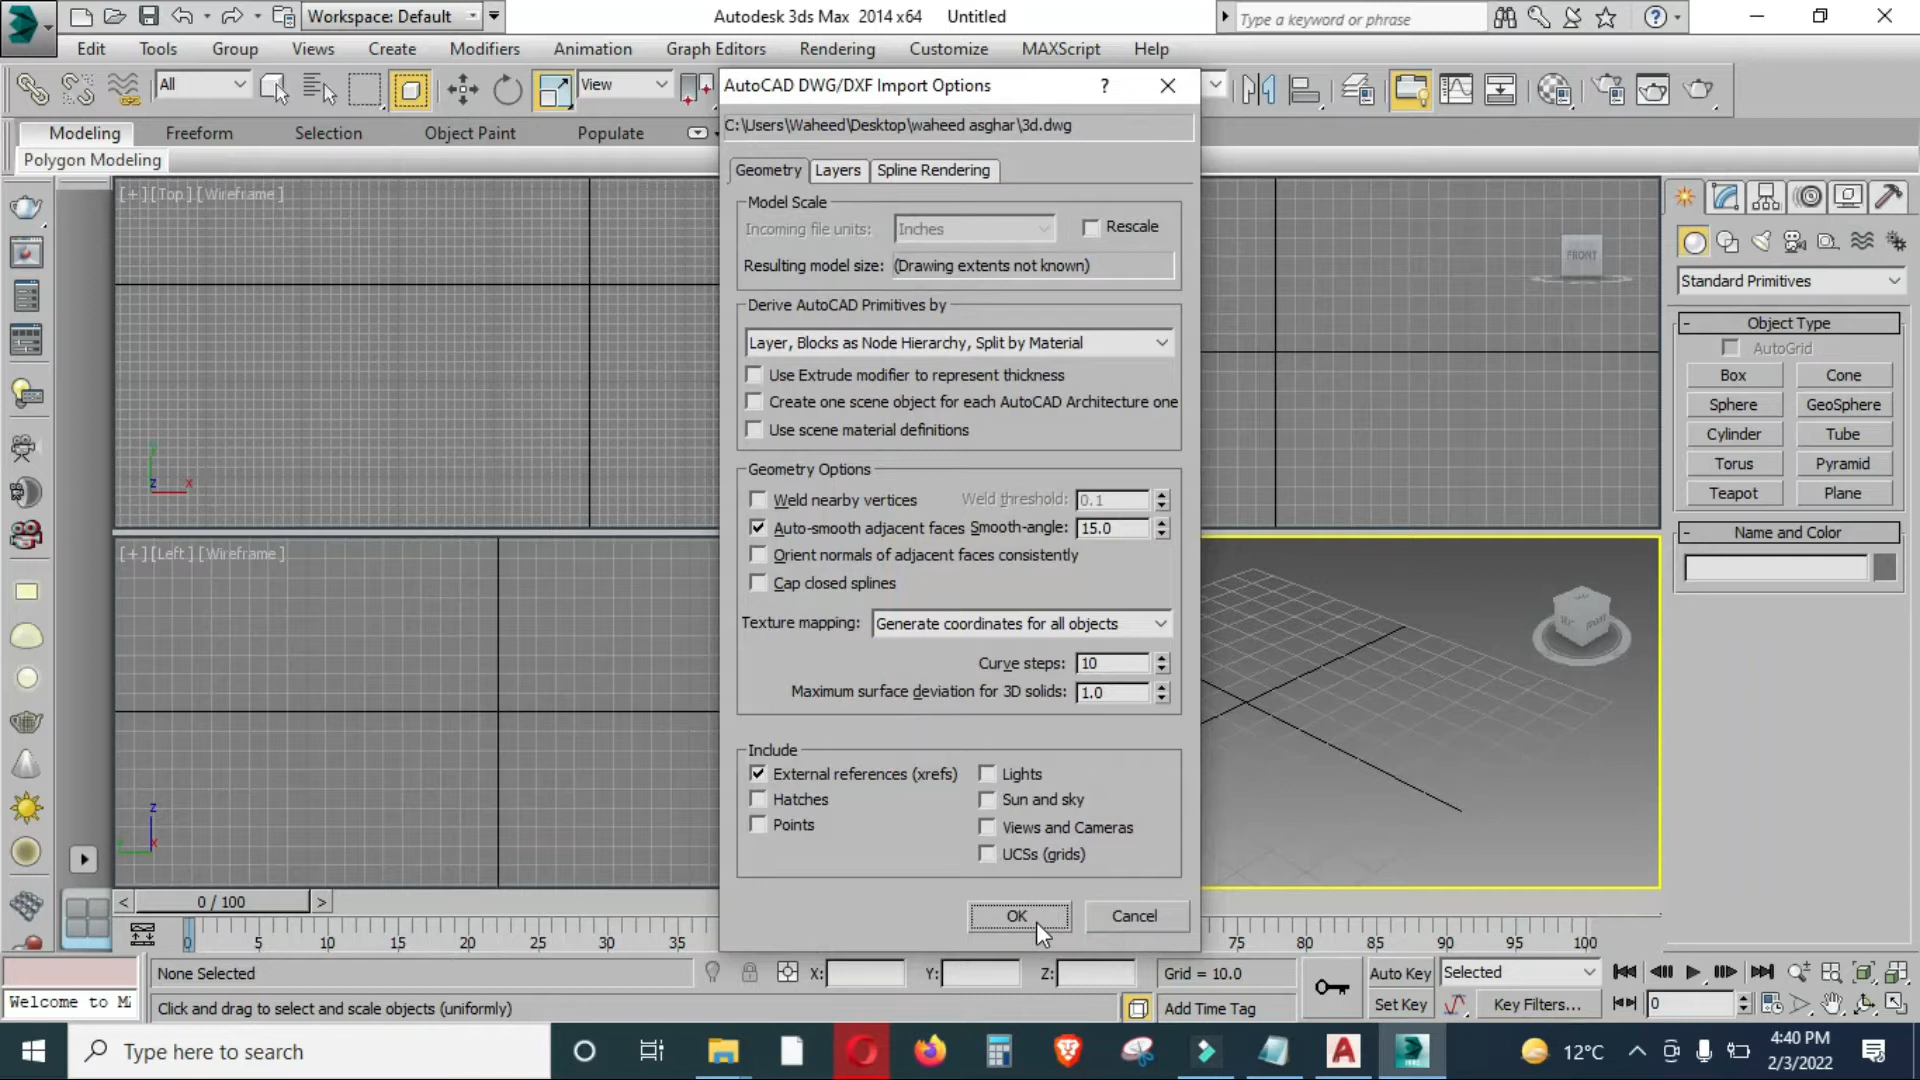 Workspace: Default
Autodesk 3ds Max 2014 x64 Untitled
Type a keyword or phrase
Edit Tools Group Views Create Modifiers Animation Graph Editors Rendering Customize MAXScript Help
All
View
AutoCAD DWG/DXF Import Options
C:\Users\Waheed\Desktop\waheed asghar\3d.dwg
Modeling Freeform Selection Object Paint
Polygon Modeling
Geometry Layers Spline Rendering
Model Scale
Incoming file units: Inches Rescale
Resulting model size: (Drawing extents not known)
Derive AutoCAD Primitives by
Layer, Blocks as Node Hierarchy, Split by Material
Use Extrude modifier to represent thickness
Create one scene object for each AutoCAD Architecture one
Use scene material definitions
Geometry Options
Weld nearby vertices Weld threshold: 0.1
Auto-smooth adjacent faces Smooth-angle: 15.0
Orient normals of adjacent faces consistently
Cap closed splines
Texture mapping: Generate coordinates for all objects
Curve steps: 10
Maximum surface deviation for 3D solids: 1.0
Include
External references (xrefs) Lights
Hatches Sun and sky
Points Views and Cameras
UCSs (grids)
OK Cancel
[+] [Top] [Wireframe]
y
z x
[+] [Left] [Wireframe]
z
y x
FRONT
Standard Primitives
Object Type
AutoGrid
Box Cone
Sphere GeoSphere
Cylinder Tube
Torus Pyramid
Teapot Plane
Name and Color
< 0 / 100 >
0 5 10 15 20 25 30 35 75 80 85 90 95 100
None Selected X: Y: Z: Grid = 10.0 Auto Key Selected
Welcome to M
Click and drag to select and scale objects (uniformly) Add Time Tag Set Key Key Filters... 0
Type here to search
12°C
4:40 PM
2/3/2022